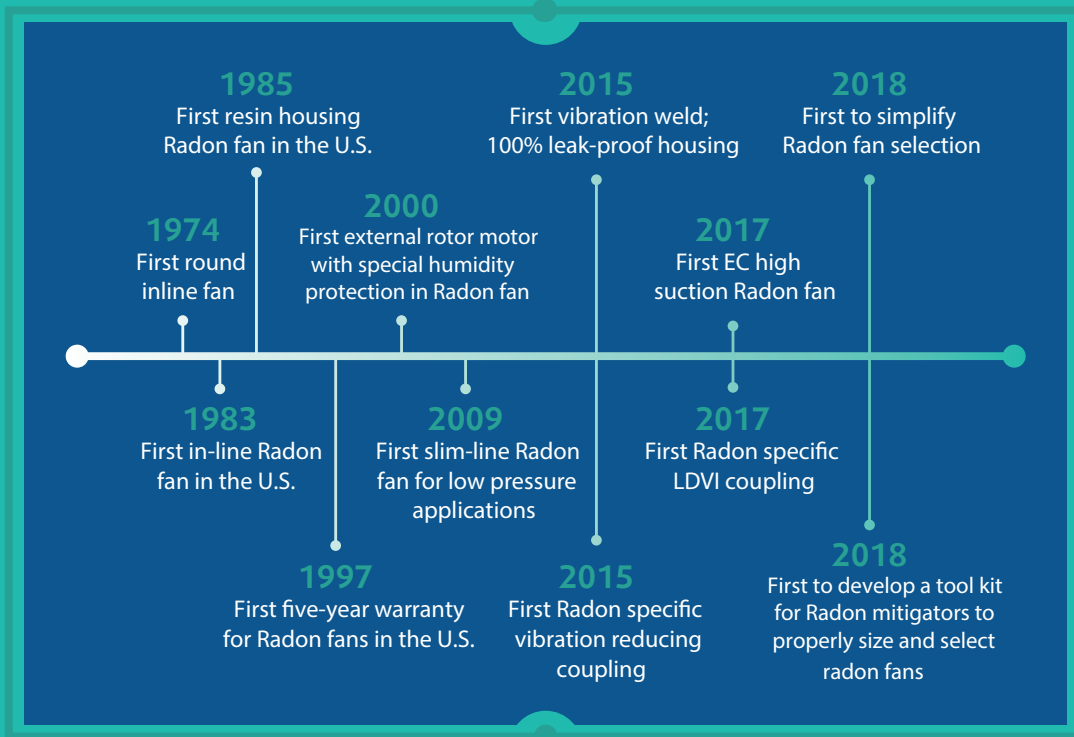 1985
First resin housing
Radon fan in the U.S.
2015
First vibration weld;
100% leak-proof housing
2018
First to simplify
Radon fan selection
1974
First round
inline fan
2000
First external rotor motor
with special humidity
protection in Radon fan
2017
First EC high
suction Radon fan
1983
First in-line Radon
fan in the U.S.
2009
First slim-line Radon
fan for low pressure
applications
2017
First Radon specific
LDVI coupling
1997
First five-year warranty
for Radon fans in the U.S.
2015
First Radon specific
vibration reducing
coupling
2018
First to develop a tool kit
for Radon mitigators to
properly size and select
radon fans